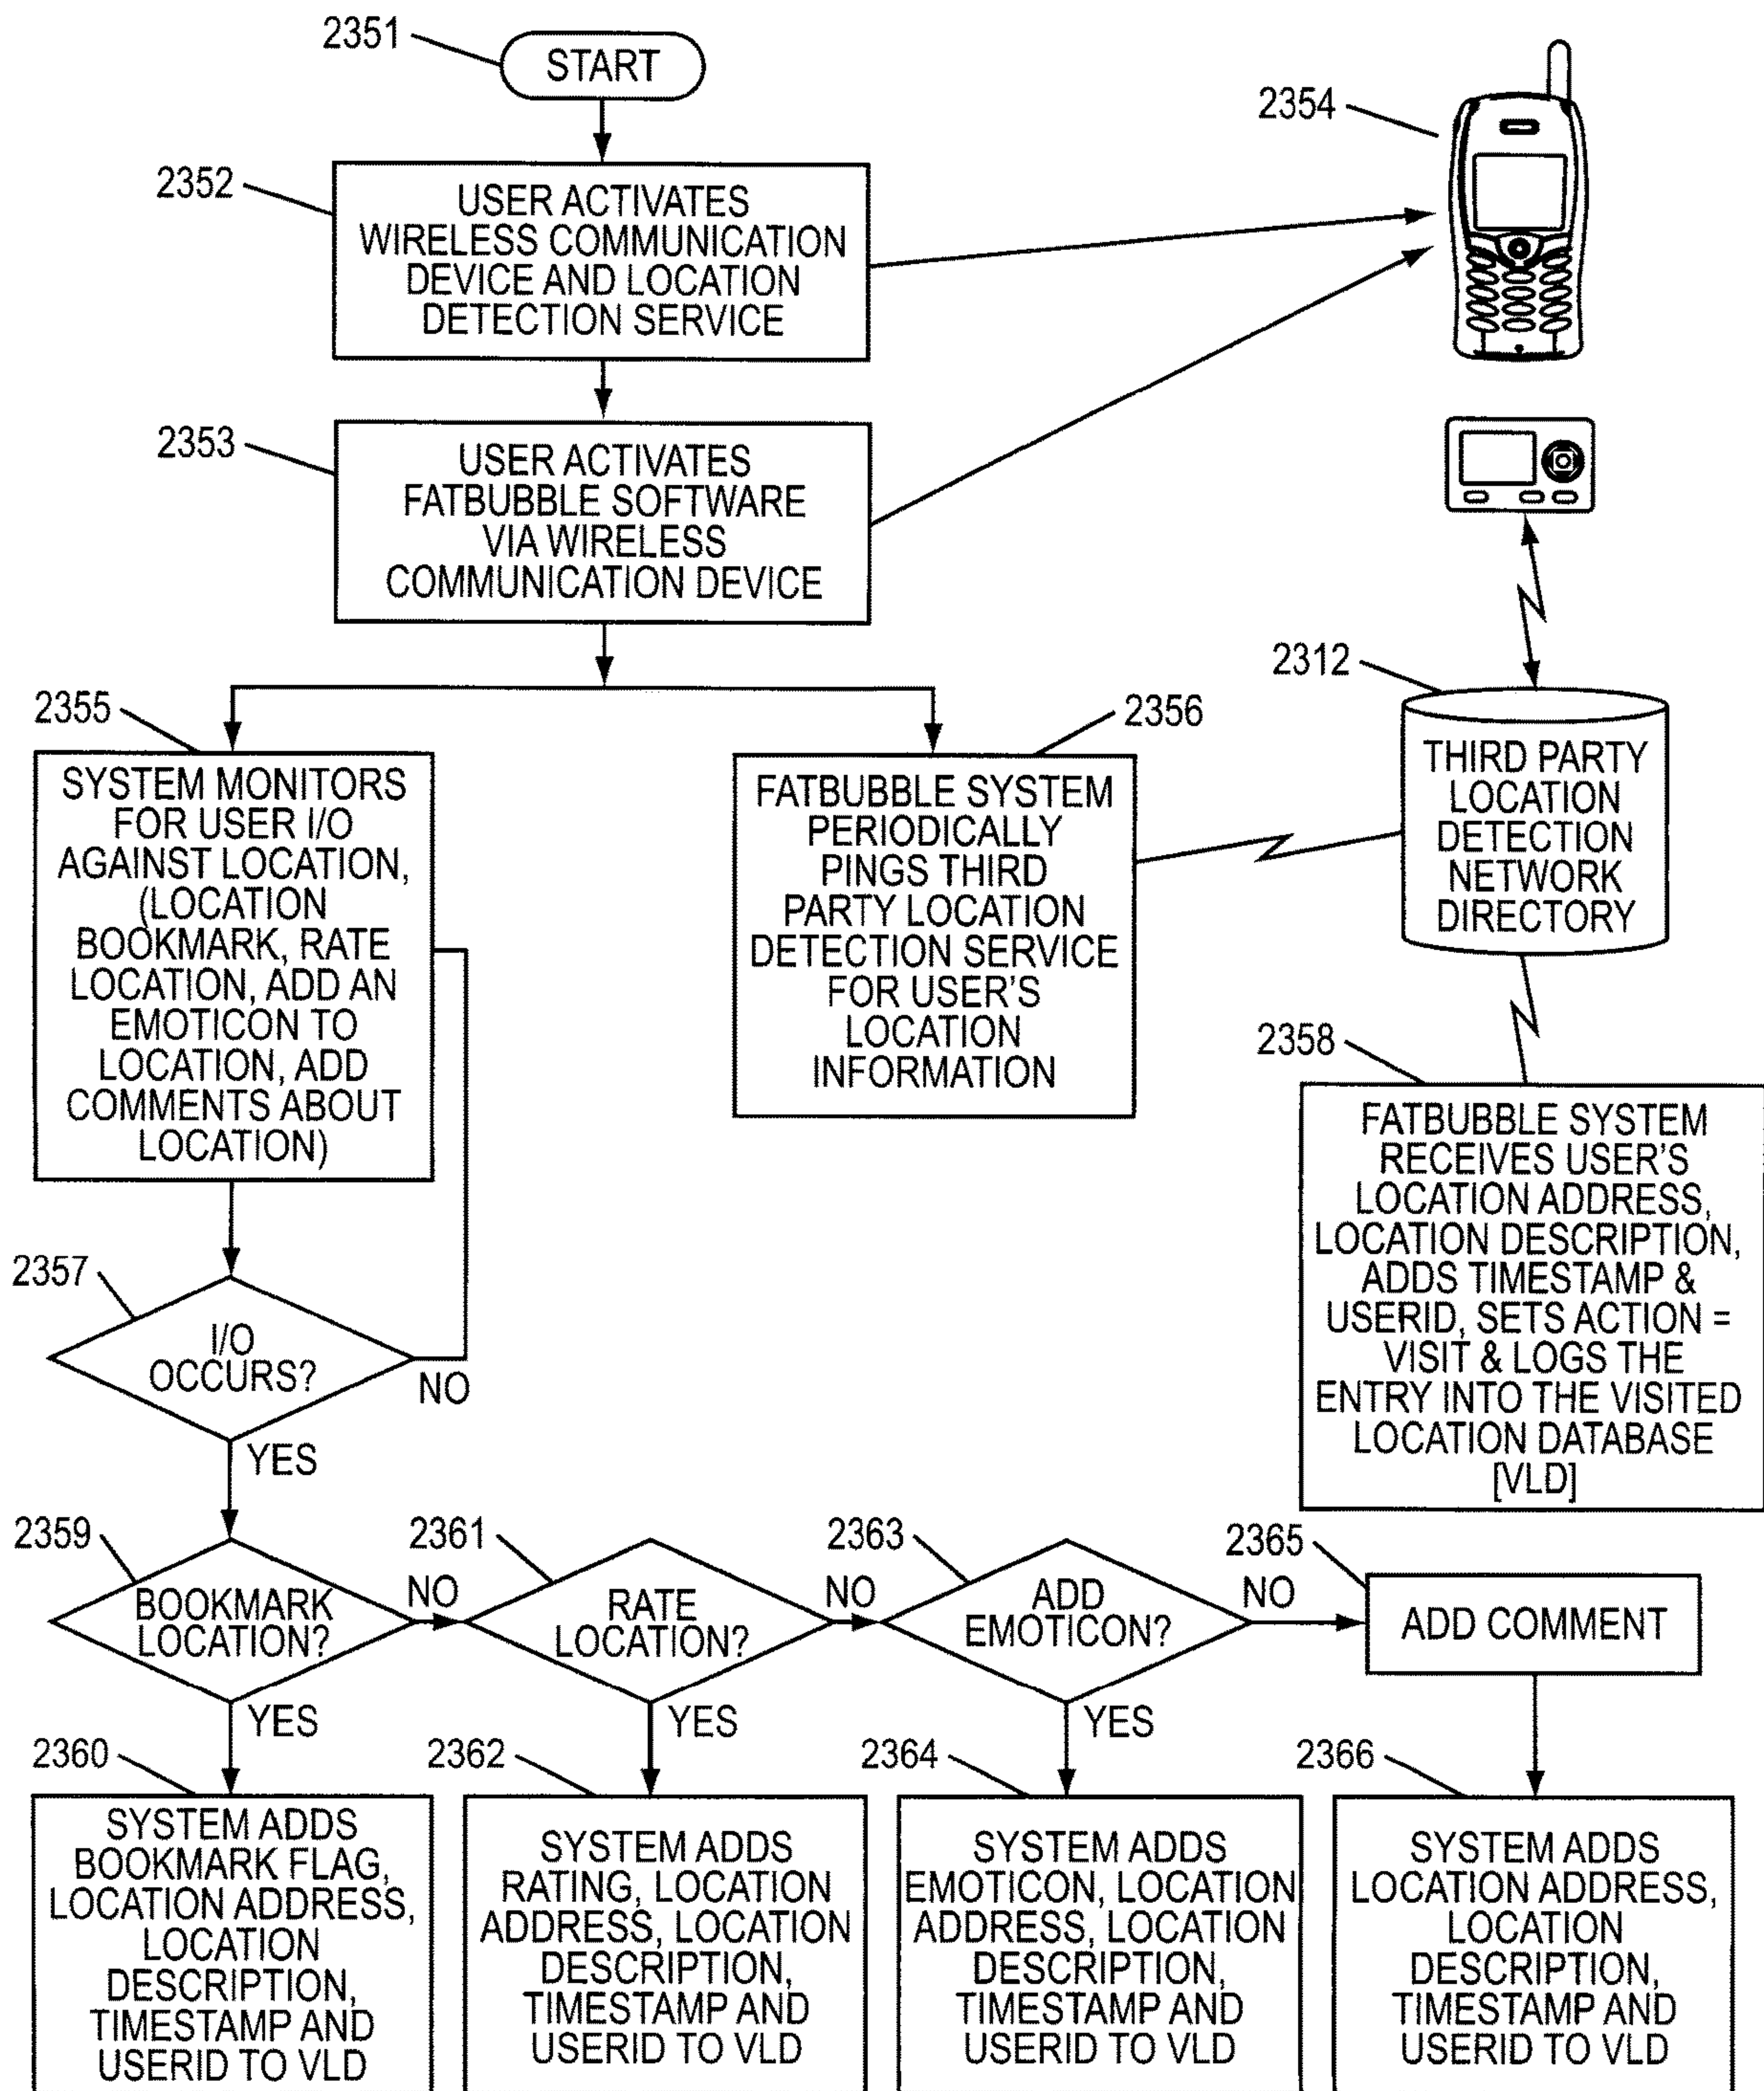 2351
START
2354
2352
USER ACTIVATES
WIRELESS COMMUNICATION
DEVICE AND LOCATION
DETECTION SERVICE
2353
USER ACTIVATES
FATBUBBLE SOFTWARE
VIA WIRELESS
COMMUNICATION DEVICE
2312
THIRD PARTY
LOCATION
DETECTION
NETWORK
DIRECTORY
2355
SYSTEM MONITORS
FOR USER I/O
AGAINST LOCATION,
(LOCATION
BOOKMARK, RATE
LOCATION, ADD AN
EMOTICON TO
LOCATION, ADD
COMMENTS ABOUT
LOCATION)
2356
FATBUBBLE SYSTEM
PERIODICALLY
PINGS THIRD
PARTY LOCATION
DETECTION SERVICE
FOR USER'S
LOCATION
INFORMATION
2358
FATBUBBLE SYSTEM
RECEIVES USER'S
LOCATION ADDRESS,
LOCATION DESCRIPTION,
ADDS TIMESTAMP &
USERID, SETS ACTION =
VISIT & LOGS THE
ENTRY INTO THE VISITED
LOCATION DATABASE
[VLD]
2357
I/O
OCCURS?
NO
YES
2359
BOOKMARK
LOCATION?
NO
YES
2361
RATE
LOCATION?
NO
YES
2363
ADD
EMOTICON?
NO
YES
2365
ADD COMMENT
2360
SYSTEM ADDS
BOOKMARK FLAG,
LOCATION ADDRESS,
LOCATION
DESCRIPTION,
TIMESTAMP AND
USERID TO VLD
2362
SYSTEM ADDS
RATING, LOCATION
ADDRESS, LOCATION
DESCRIPTION,
TIMESTAMP AND
USERID TO VLD
2364
SYSTEM ADDS
EMOTICON, LOCATION
ADDRESS, LOCATION
DESCRIPTION,
TIMESTAMP AND
USERID TO VLD
2366
SYSTEM ADDS
LOCATION ADDRESS,
LOCATION
DESCRIPTION,
TIMESTAMP AND
USERID TO VLD